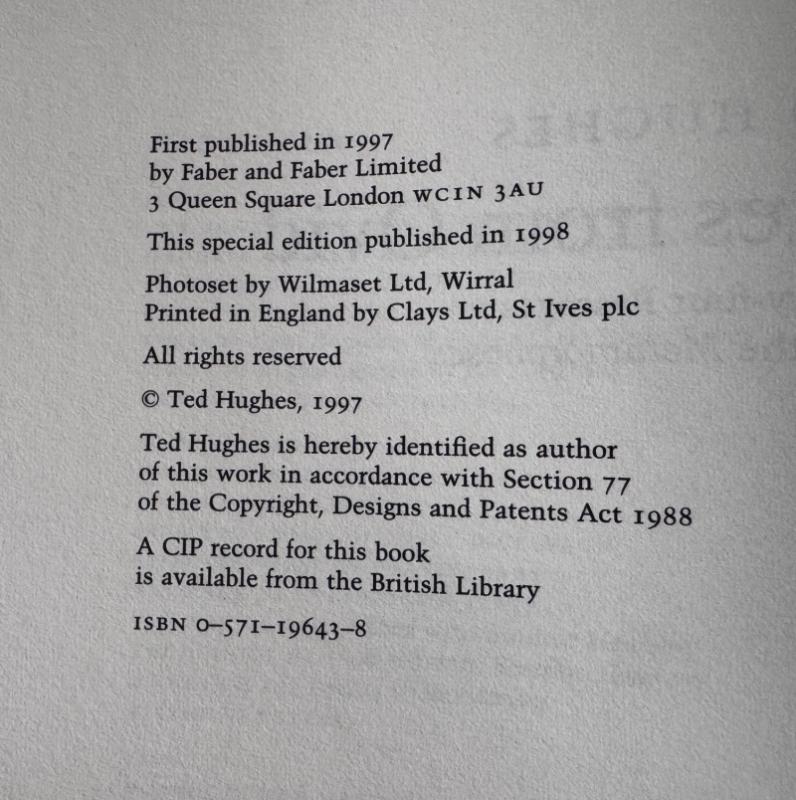 First published in 1997
by Faber and Faber Limited
3 Queen Square London WC1N 3AU
This special edition published in 1998
Photoset by Wilmaset Ltd, Wirral
Printed in England by Clays Ltd, St Ives plc
All rights reserved
© Ted Hughes, 1997
Ted Hughes is hereby identified as author
of this work in accordance with Section 77
of the Copyright, Designs and Patents Act 1988
A CIP record for this book
is available from the British Library
ISBN 0–571–19643–8